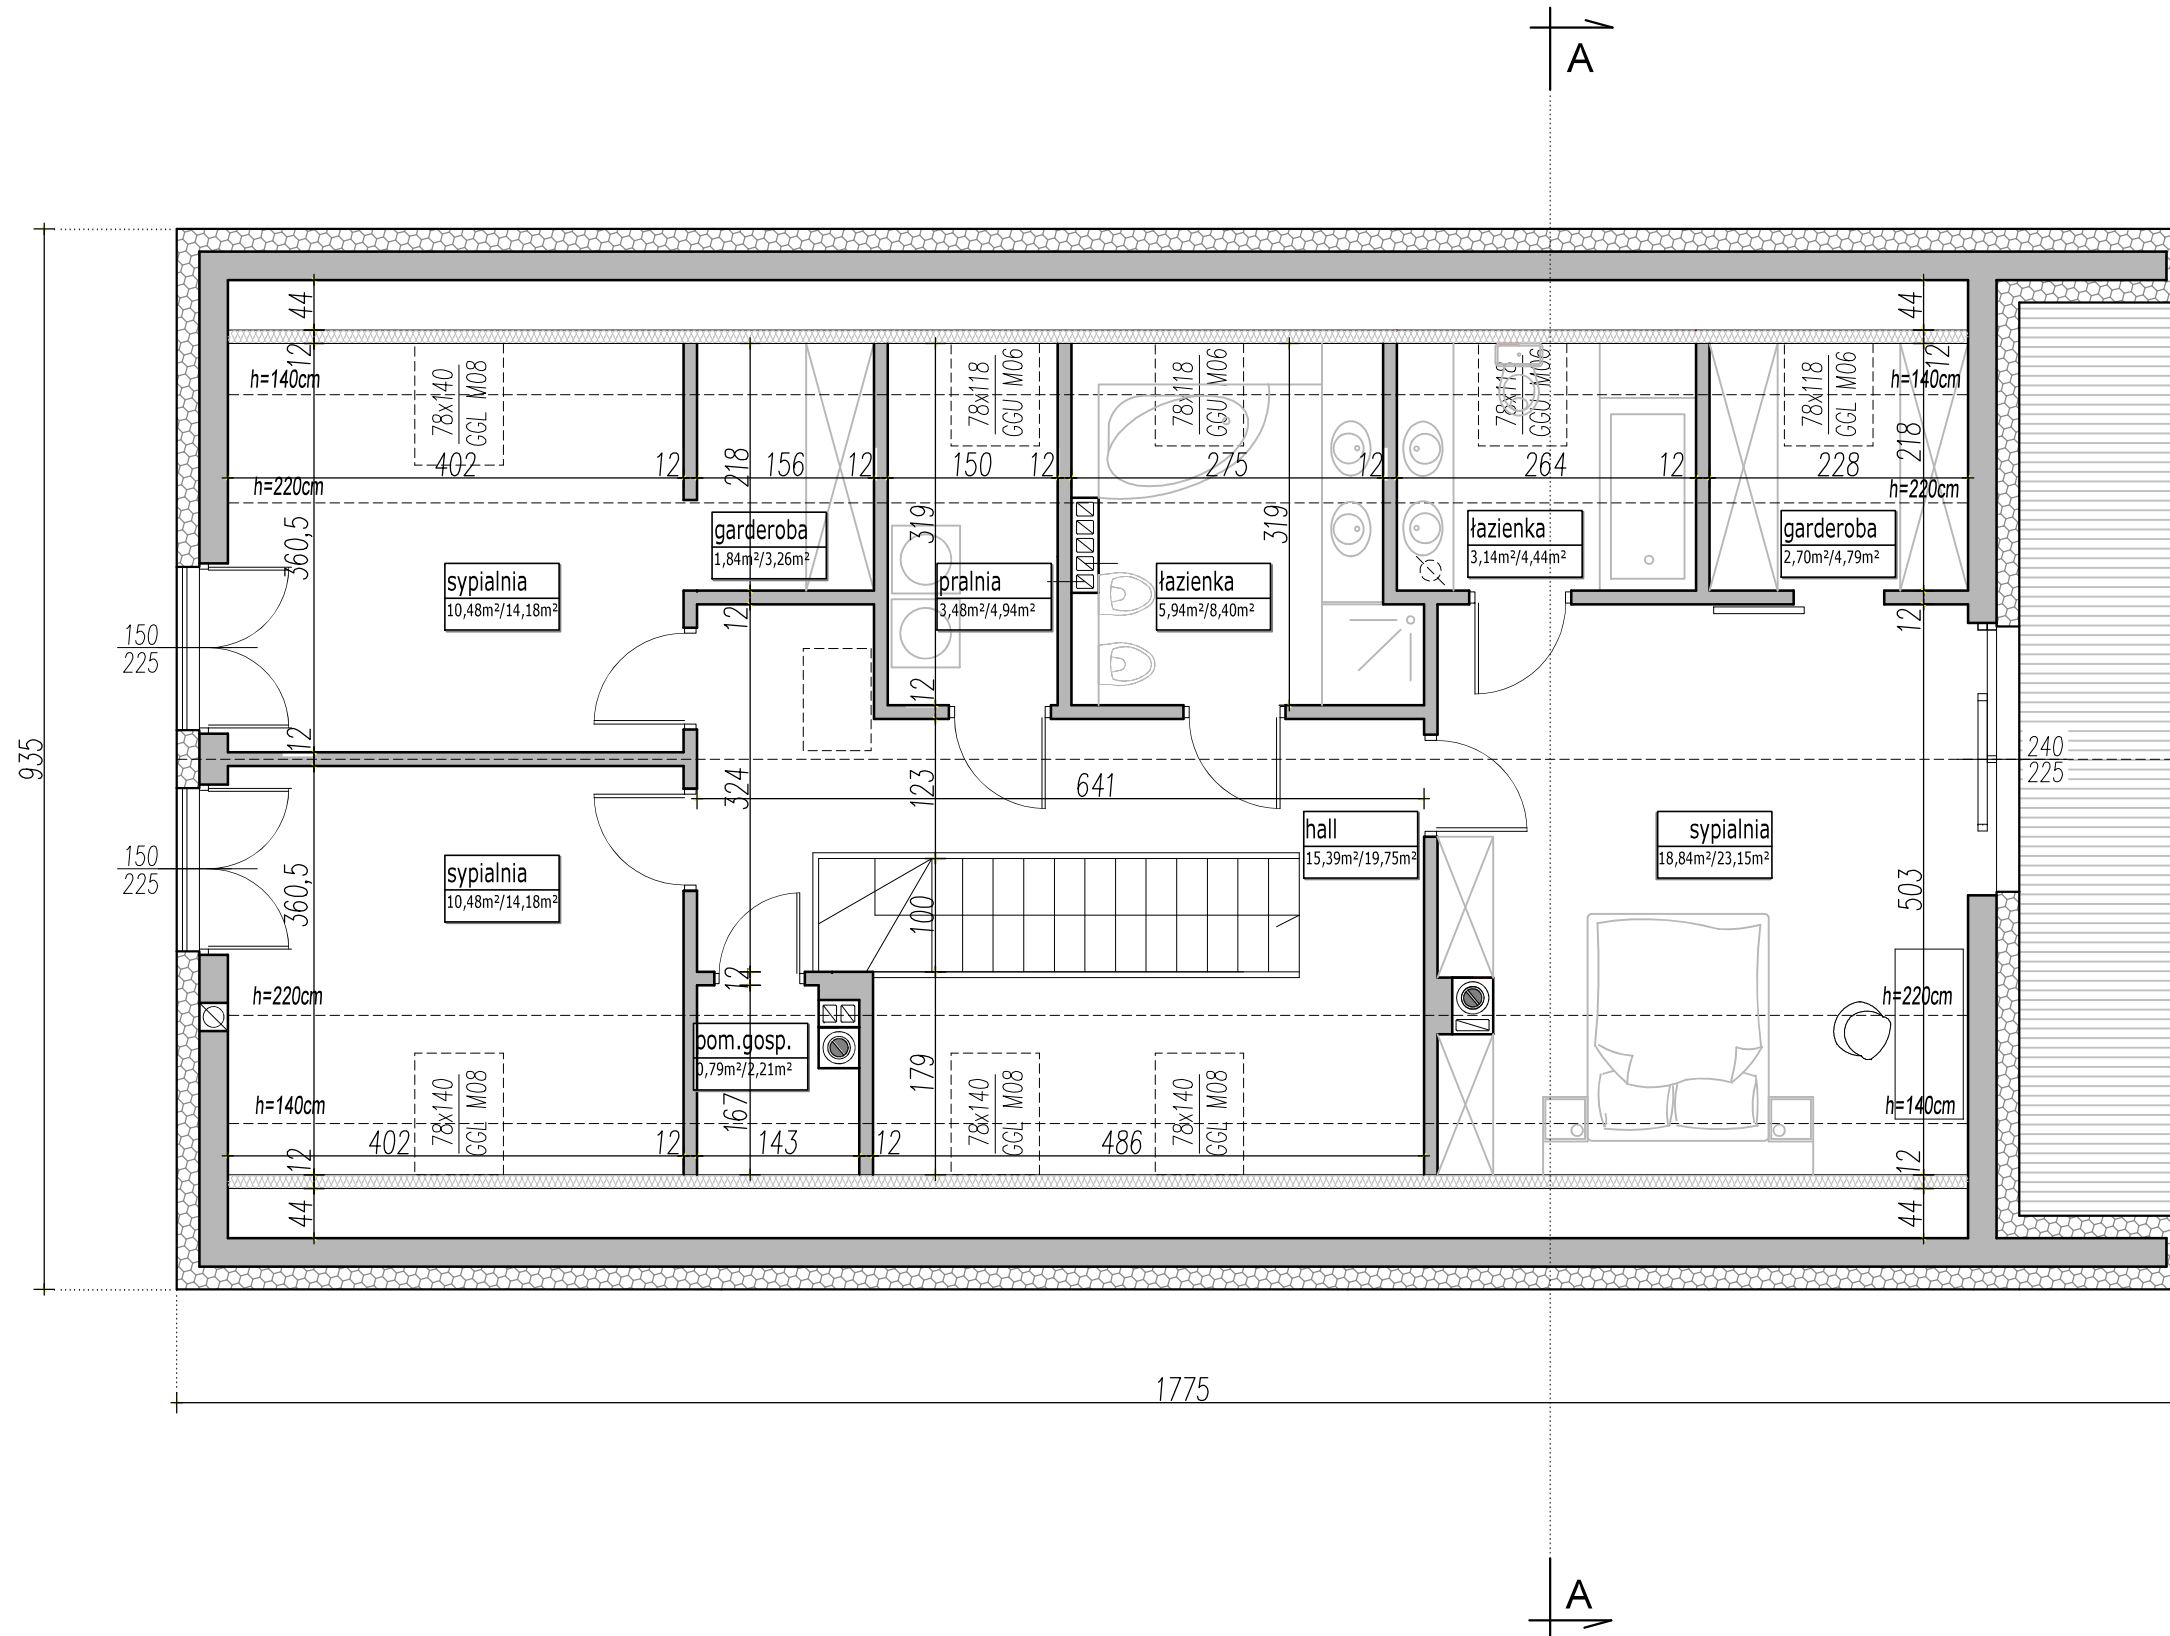 A
44
44
12
12
h=140cm
78x140
GGL M08
78x118
GGU M06
78x118
GGU M06
78x118
GGU M06
78x118
GGL M06
h=140cm
402
12
218
156
12
150
12
275
12
264
12
228
218
h=220cm
h=220cm
360,5
319
319
garderoba
1,84m²/3,26m²
łazienka
3,14m²/4,44m²
garderoba
2,70m²/4,79m²
sypialnia
10,48m²/14,18m²
pralnia
3,48m²/4,94m²
łazienka
5,94m²/8,40m²
12
12
150
225
12
12
935
324
123
641
240
225
hall
15,39m²/19,75m²
sypialnia
18,84m²/23,15m²
150
225
sypialnia
10,48m²/14,18m²
360,5
100
503
12
h=220cm
h=220cm
pom.gosp.
0,79m²/2,21m²
179
h=140cm
78x140
GGL M08
167
78x140
GGL M08
78x140
GGL M08
h=140cm
402
12
143
12
486
12
12
44
44
1775
A